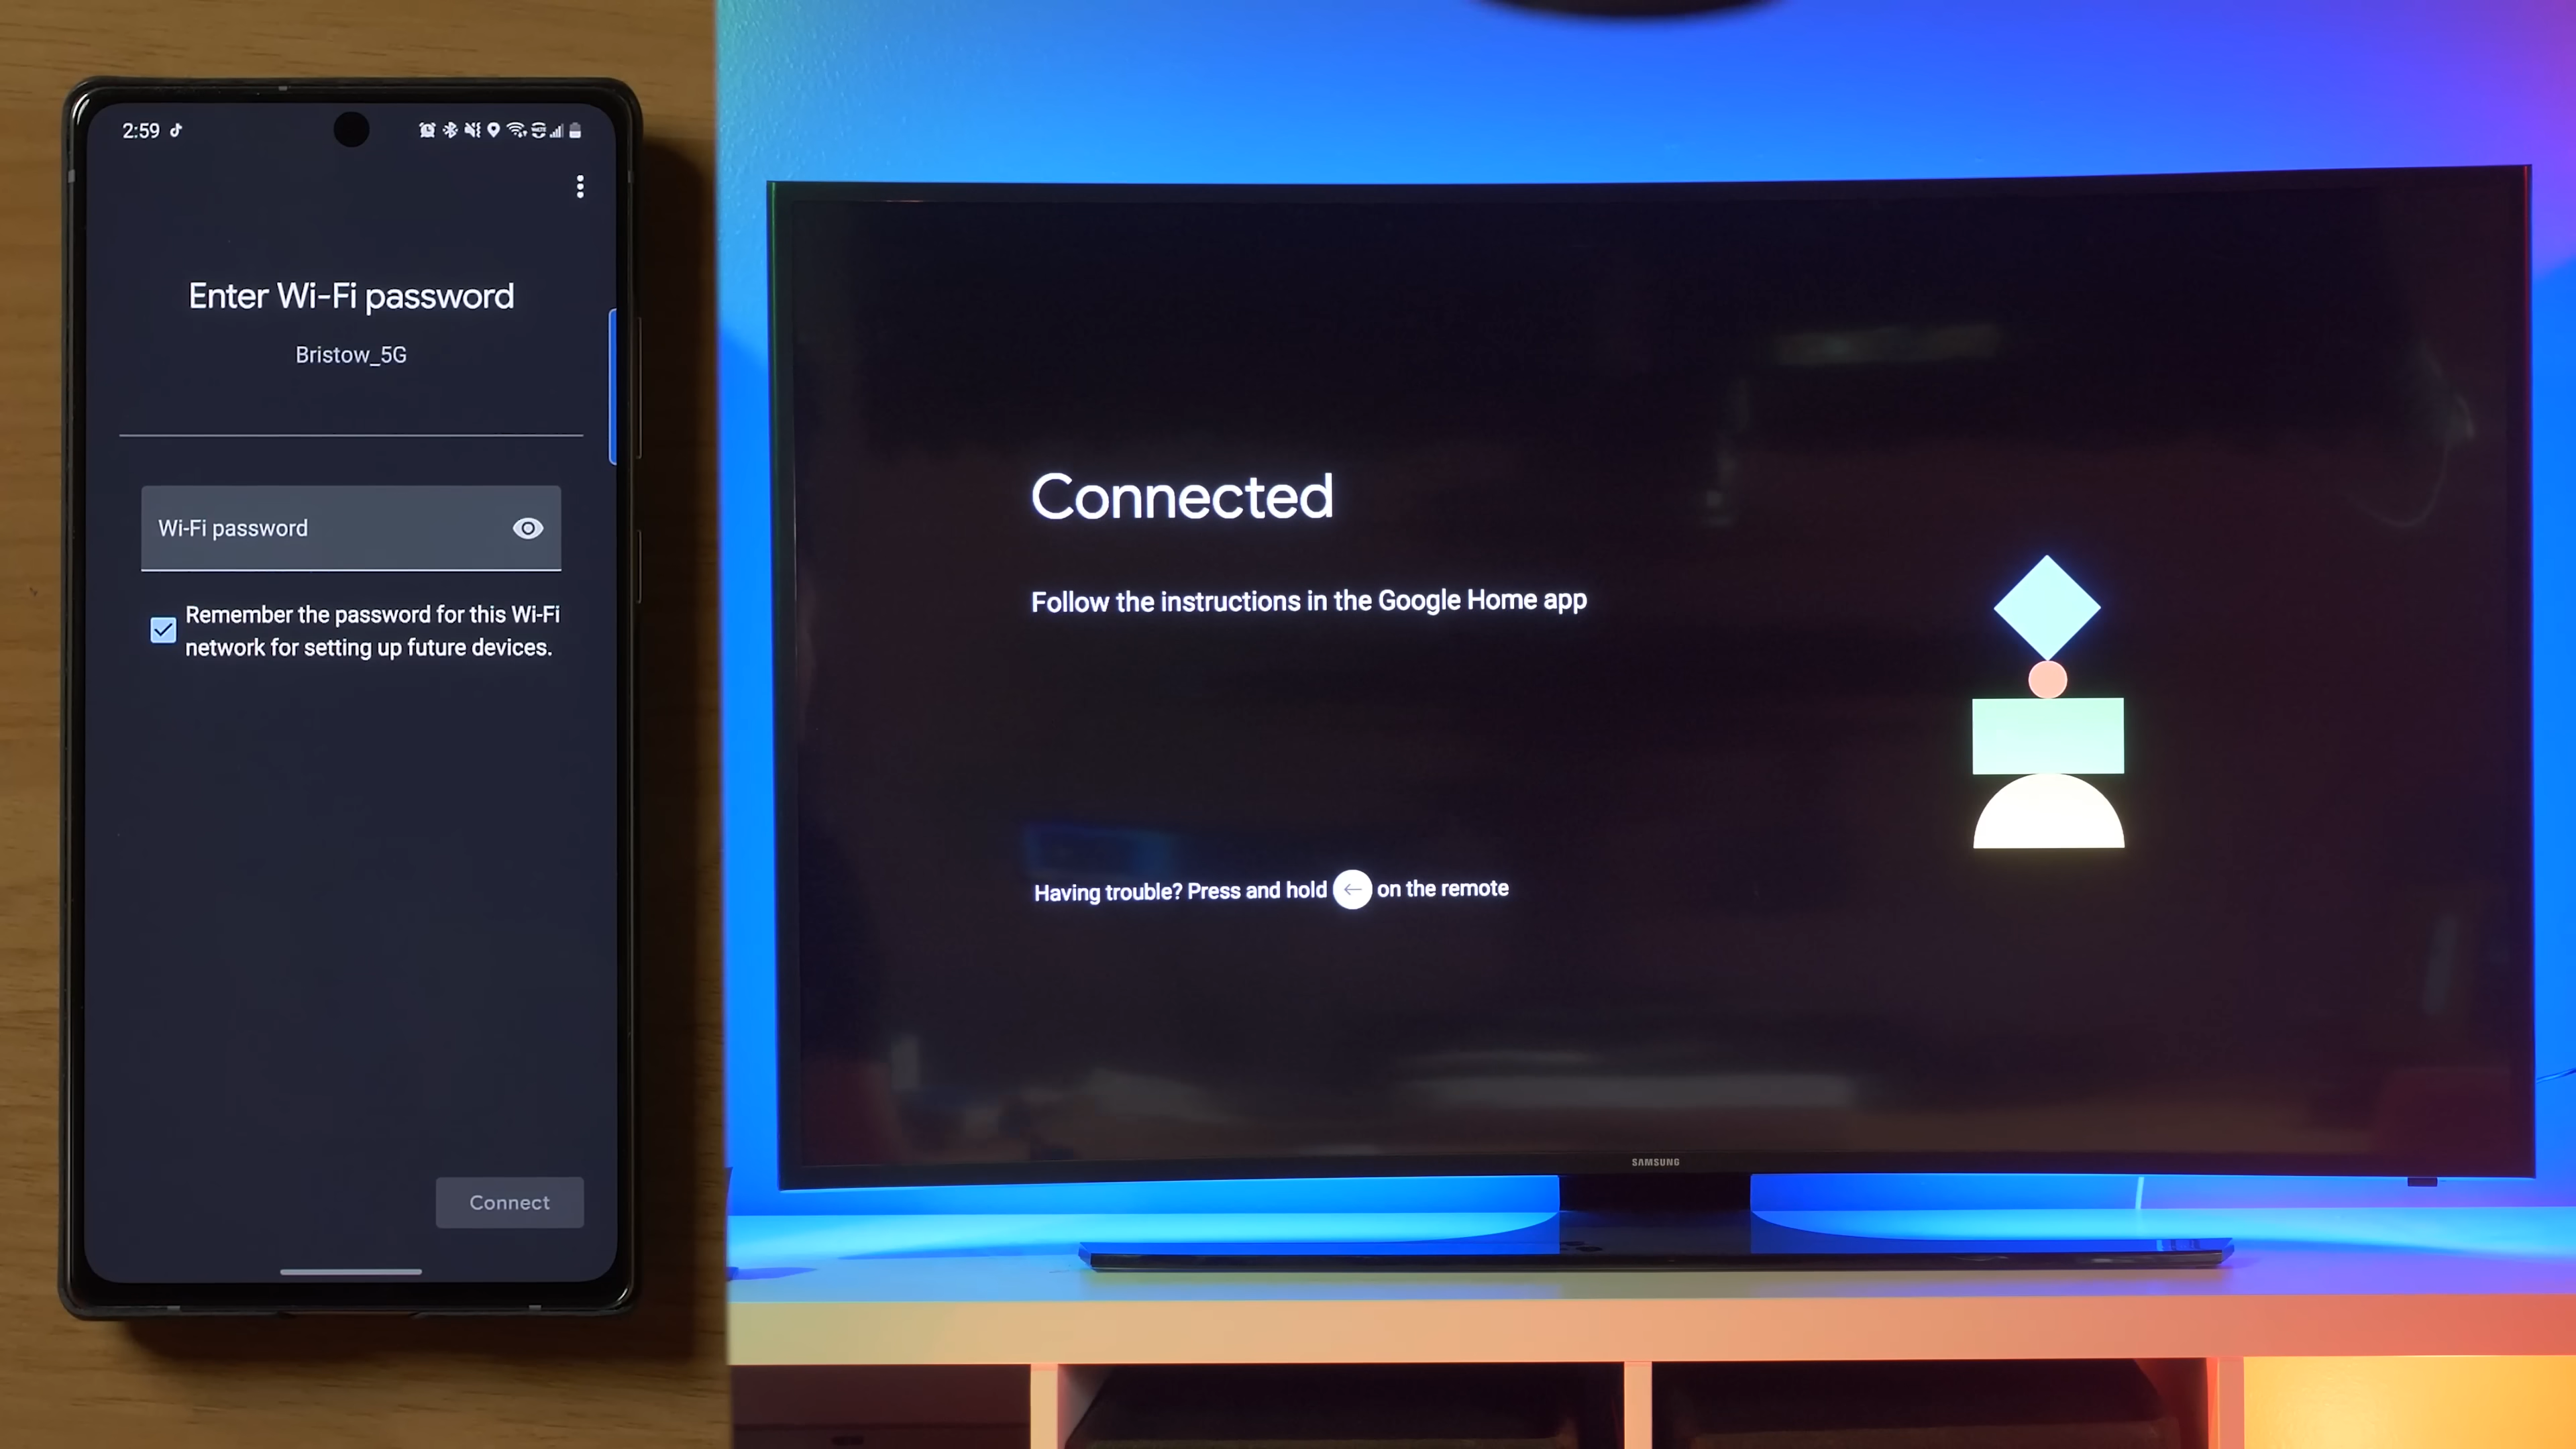 2:59
Enter Wi-Fi password
Bristow_5G
Wi-Fi password
Remember the password for this Wi-Fi
network for setting up future devices.
Connect
Connected
Follow the instructions in the Google Home app
Having trouble? Press and hold ← on the remote
SAMSUNG